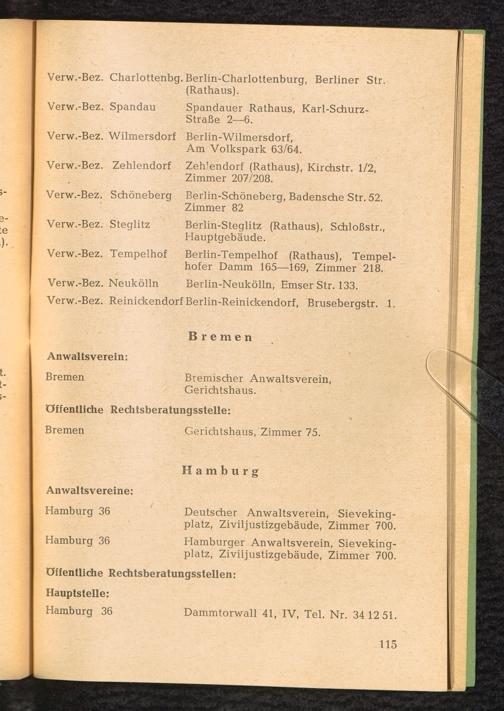 Verw.-Bez. Charlottenbg. Berlin-Charlottenburg, Berliner Str.
(Rathaus).
Verw.-Bez. Spandau Spandauer Rathaus, Karl-Schurz-
Straße 2—6.
Verw.-Bez. Wilmersdorf Berlin-Wilmersdorf,
Am Volkspark 63/64.
Verw.-Bez. Zehlendorf Zehlendorf (Rathaus), Kirchstr. 1/2,
Zimmer 207/208.
Verw.-Bez. Schöneberg Berlin-Schöneberg, Badensche Str. 52.
Zimmer 82
Verw.-Bez. Steglitz Berlin-Steglitz (Rathaus), Schloßstr.,
Hauptgebäude.
Verw.-Bez. Tempelhof Berlin-Tempelhof (Rathaus), Tempel-
hofer Damm 165—169, Zimmer 218.
Verw.-Bez. Neukölln Berlin-Neukölln, Emser Str. 133.
Verw.-Bez. Reinickendorf Berlin-Reinickendorf, Brusebergstr. 1.
Bremen
Anwaltsverein:
Bremen Bremischer Anwaltsverein,
Gerichtshaus.
Öffentliche Rechtsberatungsstelle:
Bremen Gerichtshaus, Zimmer 75.
Hamburg
Anwaltsvereine:
Hamburg 36 Deutscher Anwaltsverein, Sieveking-
platz, Ziviljustizgebäude, Zimmer 700.
Hamburg 36 Hamburger Anwaltsverein, Sieveking-
platz, Ziviljustizgebäude, Zimmer 700.
Öffentliche Rechtsberatungsstellen:
Hauptstelle:
Hamburg 36 Dammtorwall 41, IV, Tel. Nr. 34 12 51.
115